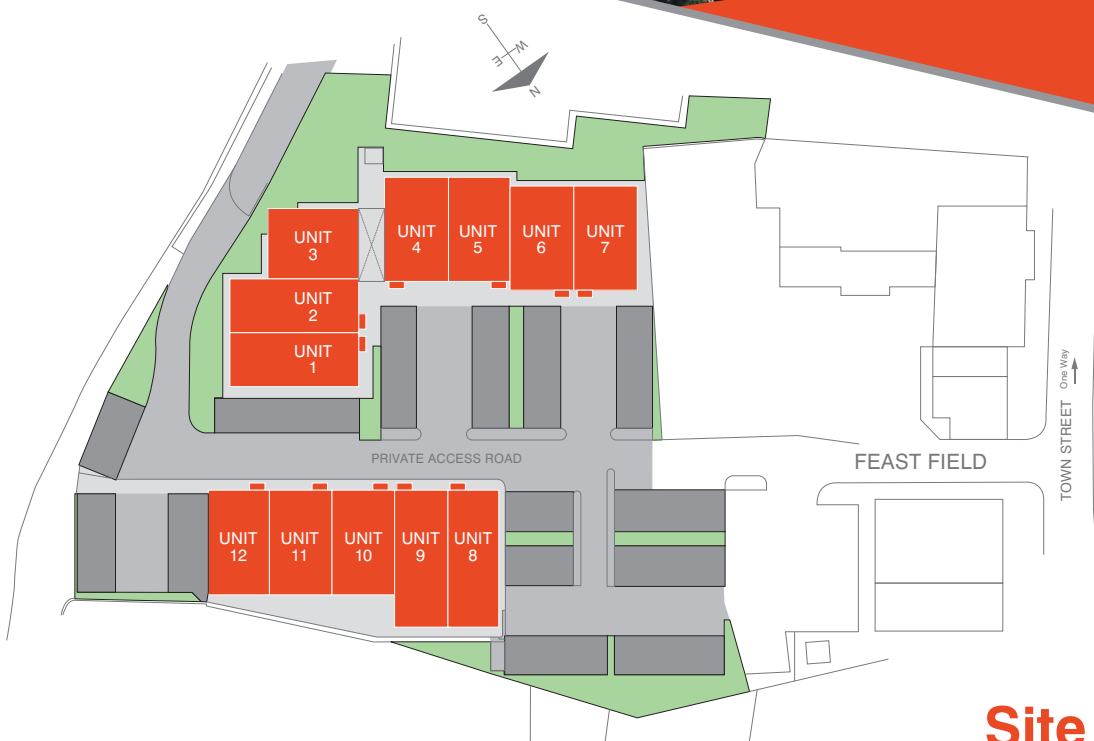 S
W
E
N
UNIT
3
UNIT
4
UNIT
5
UNIT
6
UNIT
7
UNIT
2
UNIT
1
PRIVATE ACCESS ROAD
FEAST FIELD
TOWN STREET
One Way
UNIT
12
UNIT
11
UNIT
10
UNIT
9
UNIT
8
Site